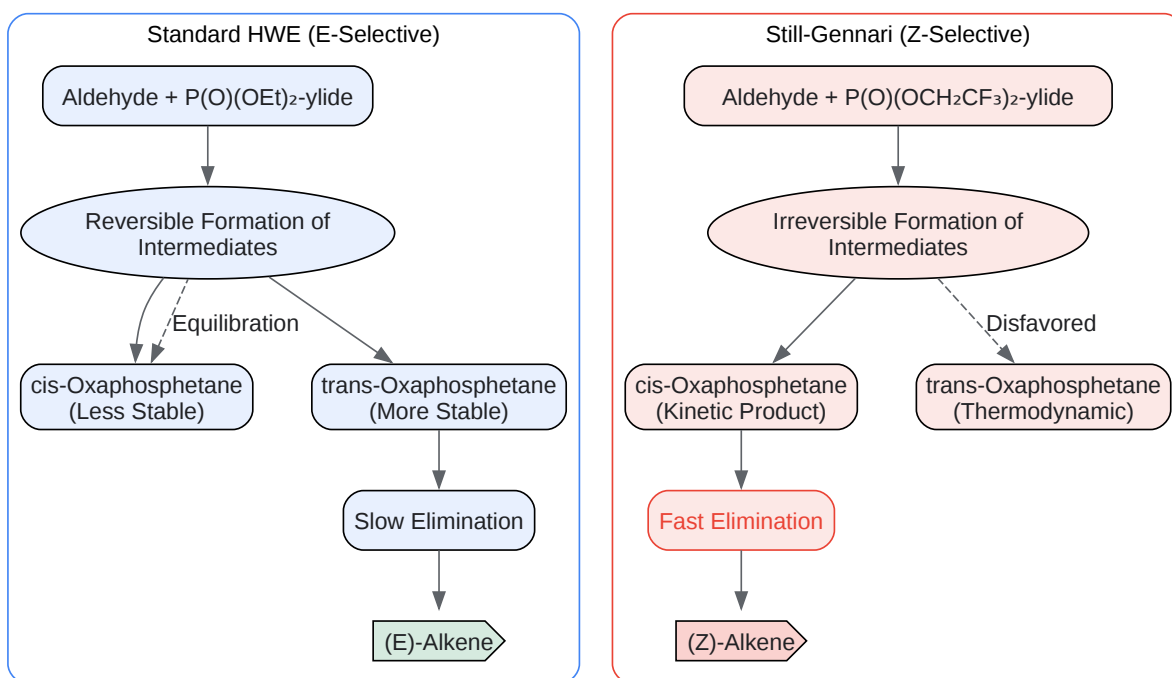 Standard HWE (E-Selective)
Aldehyde + P(O)(OEt)₂-ylide
Reversible Formation of
Intermediates
Equilibration
cis-Oxaphosphetane
(Less Stable)
trans-Oxaphosphetane
(More Stable)
Slow Elimination
(E)-Alkene
Still-Gennari (Z-Selective)
Aldehyde + P(O)(OCH₂CF₃)₂-ylide
Irreversible Formation of
Intermediates
Disfavored
cis-Oxaphosphetane
(Kinetic Product)
trans-Oxaphosphetane
(Thermodynamic)
Fast Elimination
(Z)-Alkene